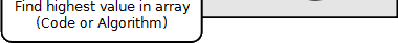 Find highest value in array
(Code or Algorithm)